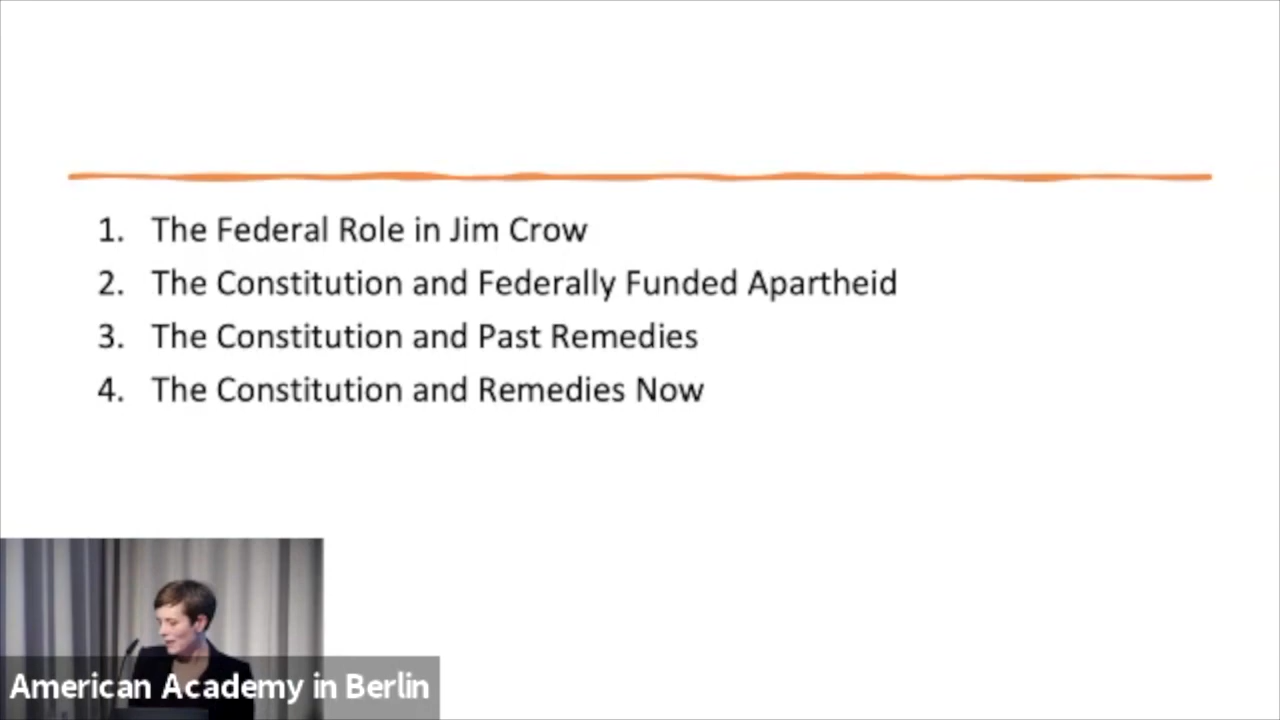 1. The Federal Role in Jim Crow
2. The Constitution and Federally Funded Apartheid
3. The Constitution and Past Remedies
4. The Constitution and Remedies Now
American Academy in Berlin